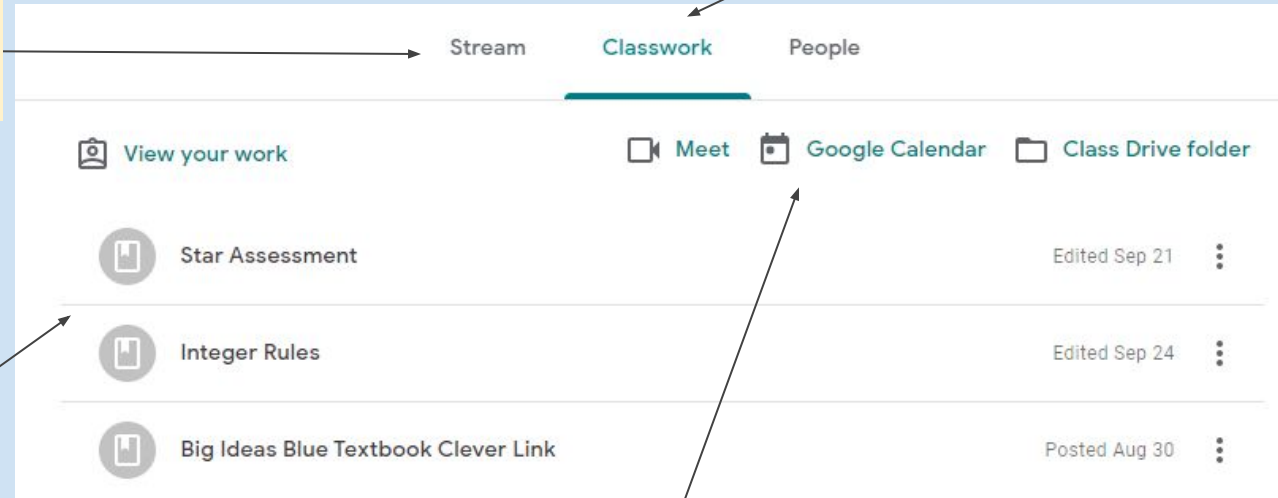 Stream Classwork People
View your work Meet Google Calendar Class Drive folder
Star Assessment Edited Sep 21
Integer Rules Edited Sep 24
Big Ideas Blue Textbook Clever Link Posted Aug 30